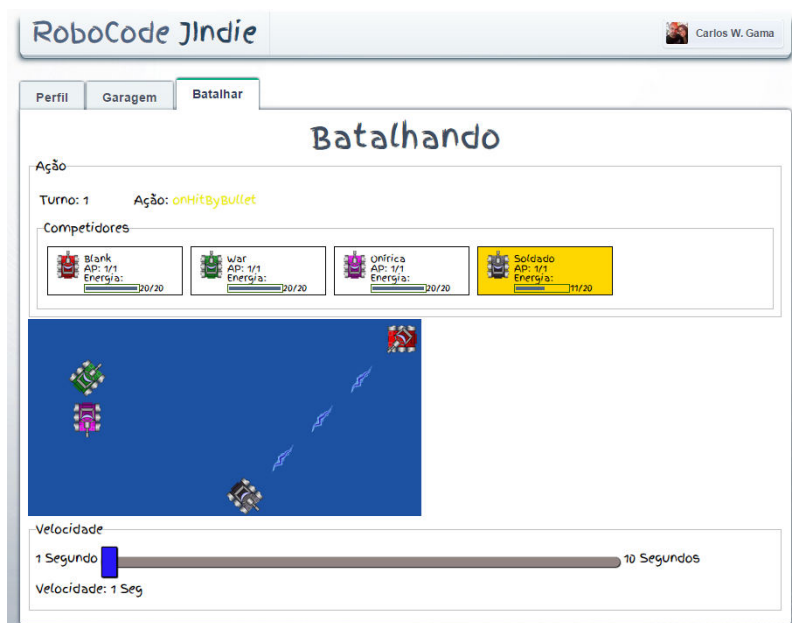 RoboCode JIndie
Carlos W. Gama
Perfil
Garagem
Batalhar
Batalhando
Ação
Turno: 1
Ação: onHitByBullet
Competidores
Blank
AP: 1/1
Energia:
20/20
War
AP: 1/1
Energia:
20/20
Onírica
AP: 1/1
Energia:
20/20
Soldado
AP: 1/1
Energia:
11/20
Velocidade
1 Segundo
10 Segundos
Velocidade: 1 Seg